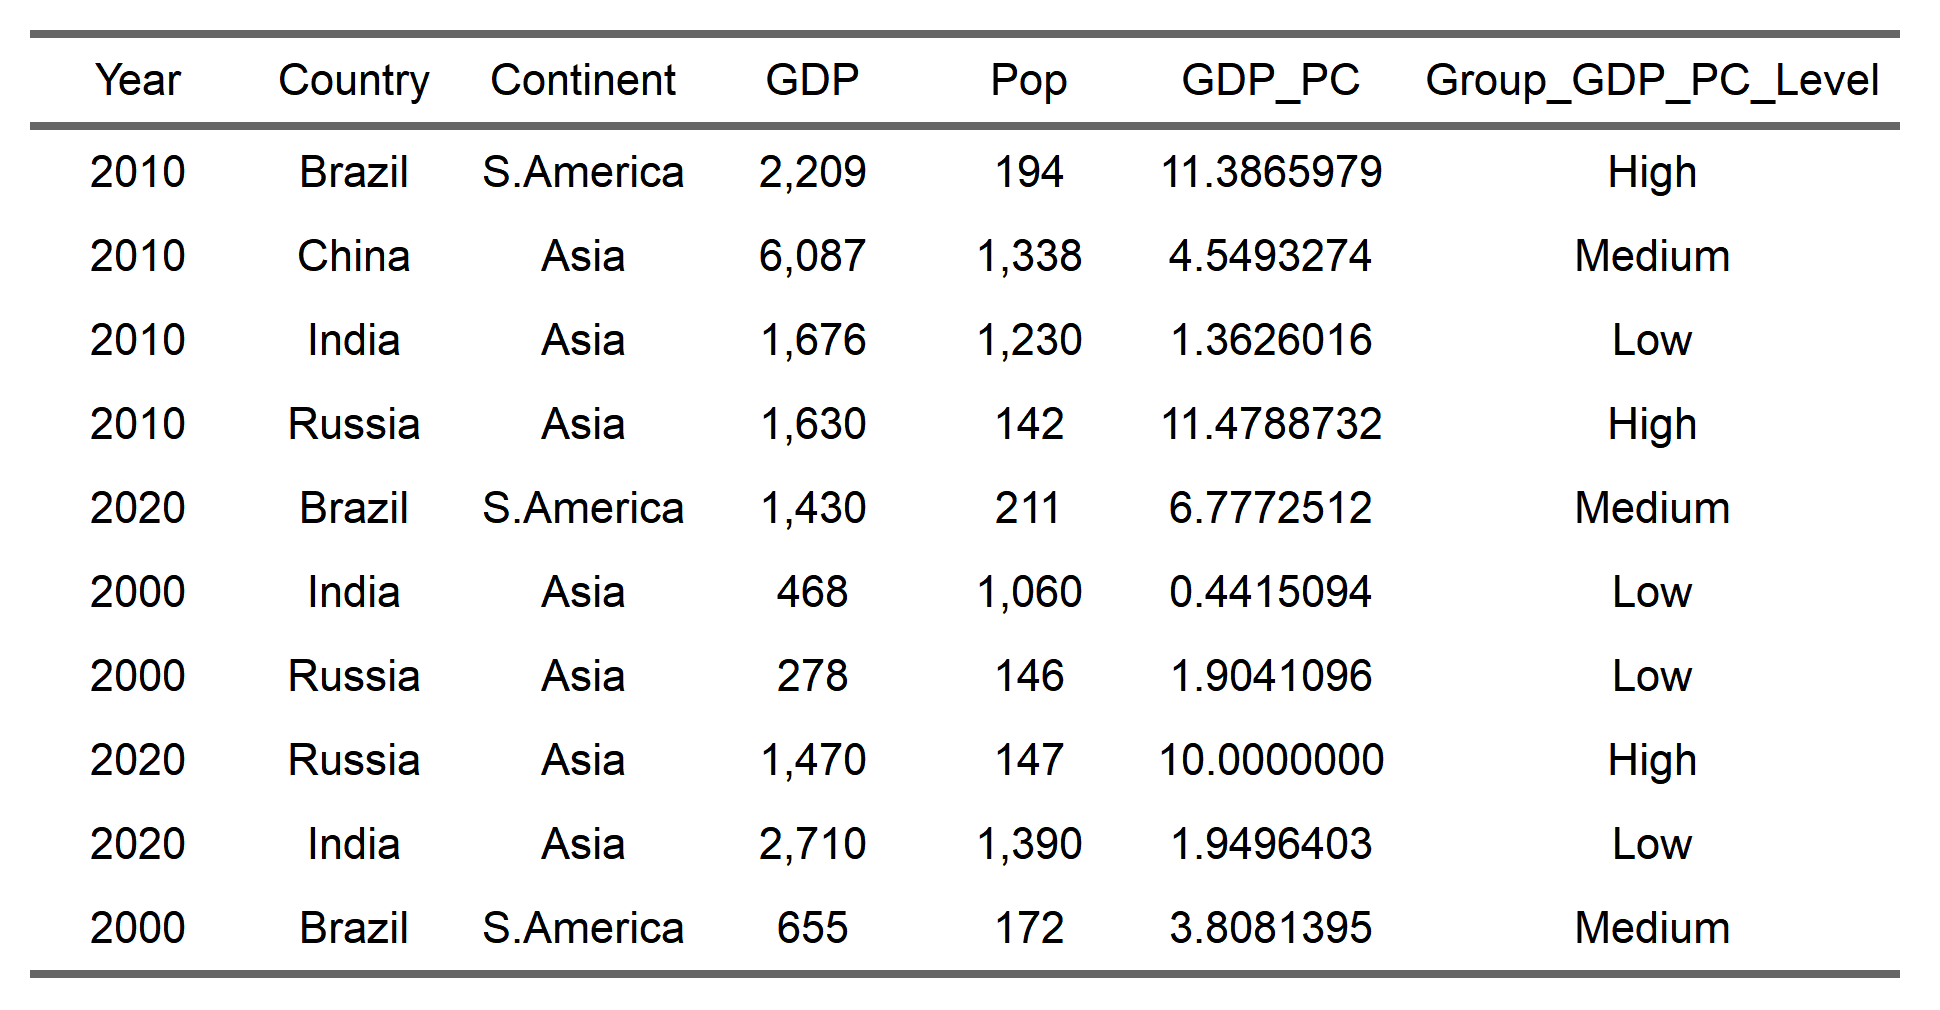 Year Country Continent GDP Pop GDP_PC Group_GDP_PC_Level
2010 Brazil S.America 2,209 194 11.3865979 High
2010 China Asia 6,087 1,338 4.5493274 Medium
2010 India Asia 1,676 1,230 1.3626016 Low
2010 Russia Asia 1,630 142 11.4788732 High
2020 Brazil S.America 1,430 211 6.7772512 Medium
2000 India Asia 468 1,060 0.4415094 Low
2000 Russia Asia 278 146 1.9041096 Low
2020 Russia Asia 1,470 147 10.0000000 High
2020 India Asia 2,710 1,390 1.9496403 Low
2000 Brazil S.America 655 172 3.8081395 Medium